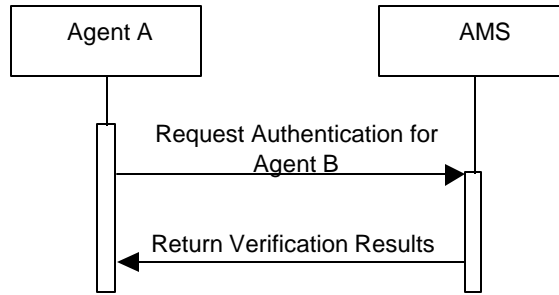 Agent A
AMS
Request Authentication for
Agent B
Return Verification Results